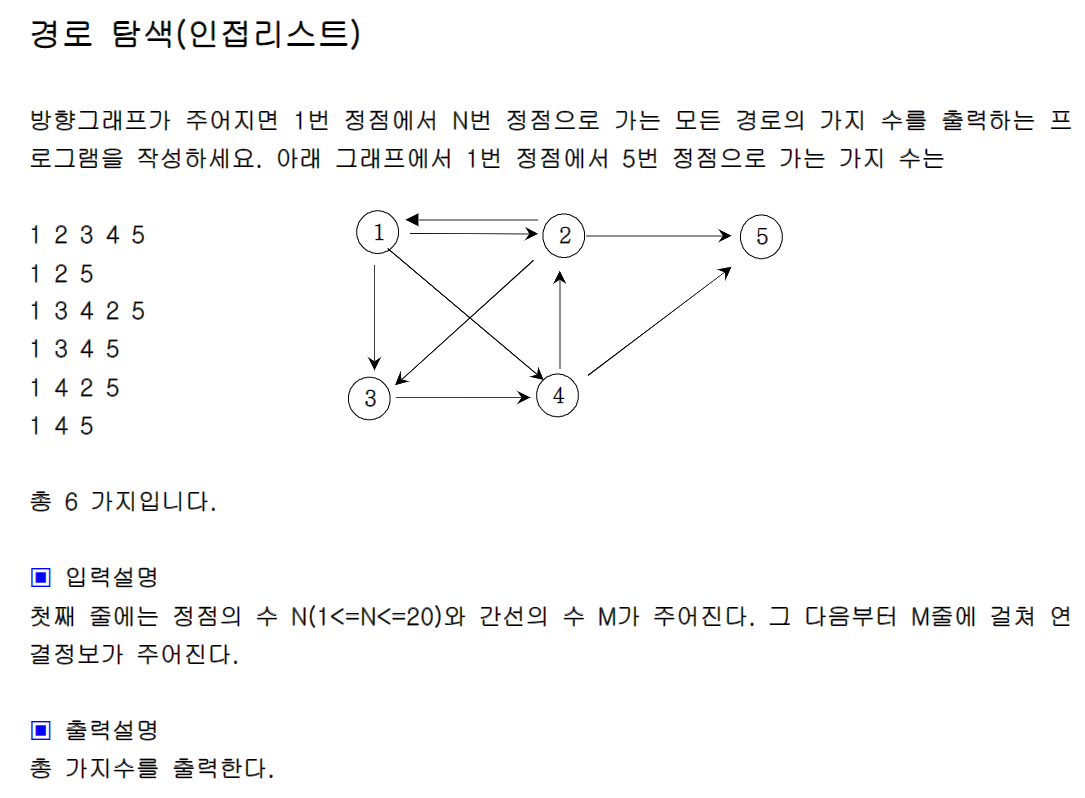 경로 탐색(인접리스트)
방향그래프가 주어지면 1번 정점에서 N번 정점으로 가는 모든 경로의 가지 수를 출력하는 프
로그램을 작성하세요. 아래 그래프에서 1번 정점에서 5번 정점으로 가는 가지 수는
1 2 3 4 5
1 2 5
1 3 4 2 5
1 3 4 5
1 4 2 5
1 4 5
1
2
5
3
4
총 6 가지입니다.
▣ 입력설명
첫째 줄에는 정점의 수 N(1<=N<=20)와 간선의 수 M가 주어진다. 그 다음부터 M줄에 걸쳐 연
결정보가 주어진다.
▣ 출력설명
총 가지수를 출력한다.